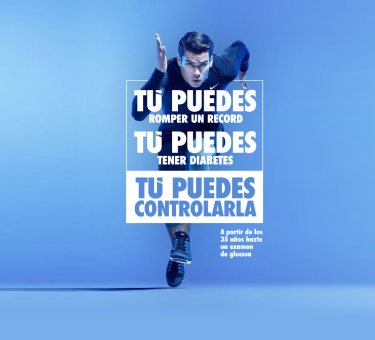 TÚ PUEDES
ROMPER UN RECORD
TÚ PUEDES
TENER DIABETES
TÚ PUEDES
CONTROLARLA
A partir de los
35 años hazte
un examen
de glucosa